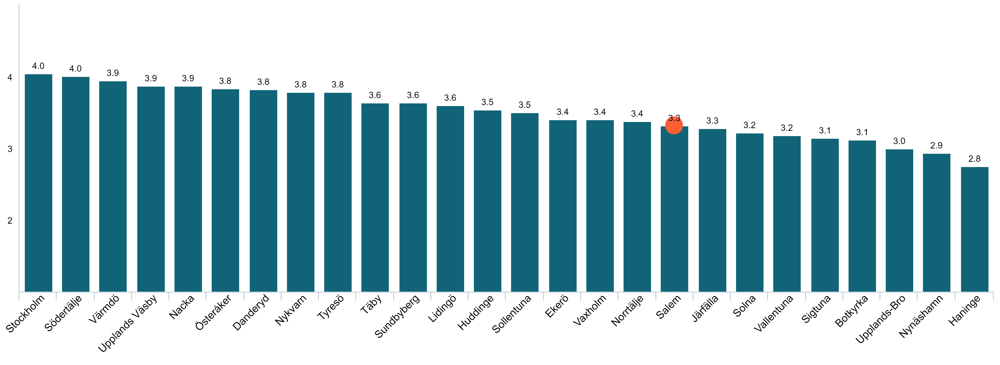 4.0
4.0
3.9
3.9
3.9
3.8
3.8
3.8
3.8
3.6
3.6
3.6
3.5
3.5
3.4
3.4
3.4
3.3
3.3
3.2
3.2
3.1
3.1
3.0
2.9
2.8
4
3
2
Stockholm
Södertälje
Värmdö
Upplands Väsby
Nacka
Österåker
Danderyd
Nykvarn
Tyresö
Täby
Sundbyberg
Lidingö
Huddinge
Sollentuna
Ekerö
Vaxholm
Norrtälje
Salem
Järfälla
Solna
Vallentuna
Sigtuna
Botkyrka
Upplands-Bro
Nynäshamn
Haninge